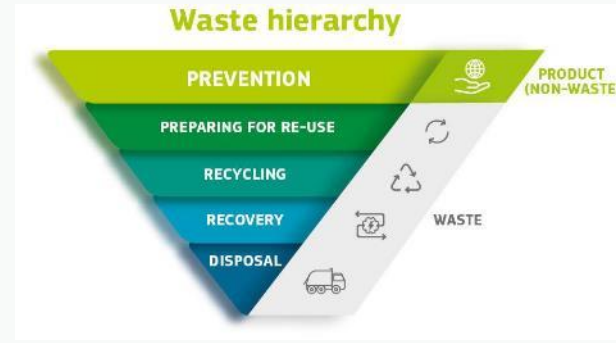 Waste hierarchy
PREVENTION
PRODUCT
(NON-WASTE
PREPARING FOR RE-USE
RECYCLING
RECOVERY
WASTE
DISPOSAL